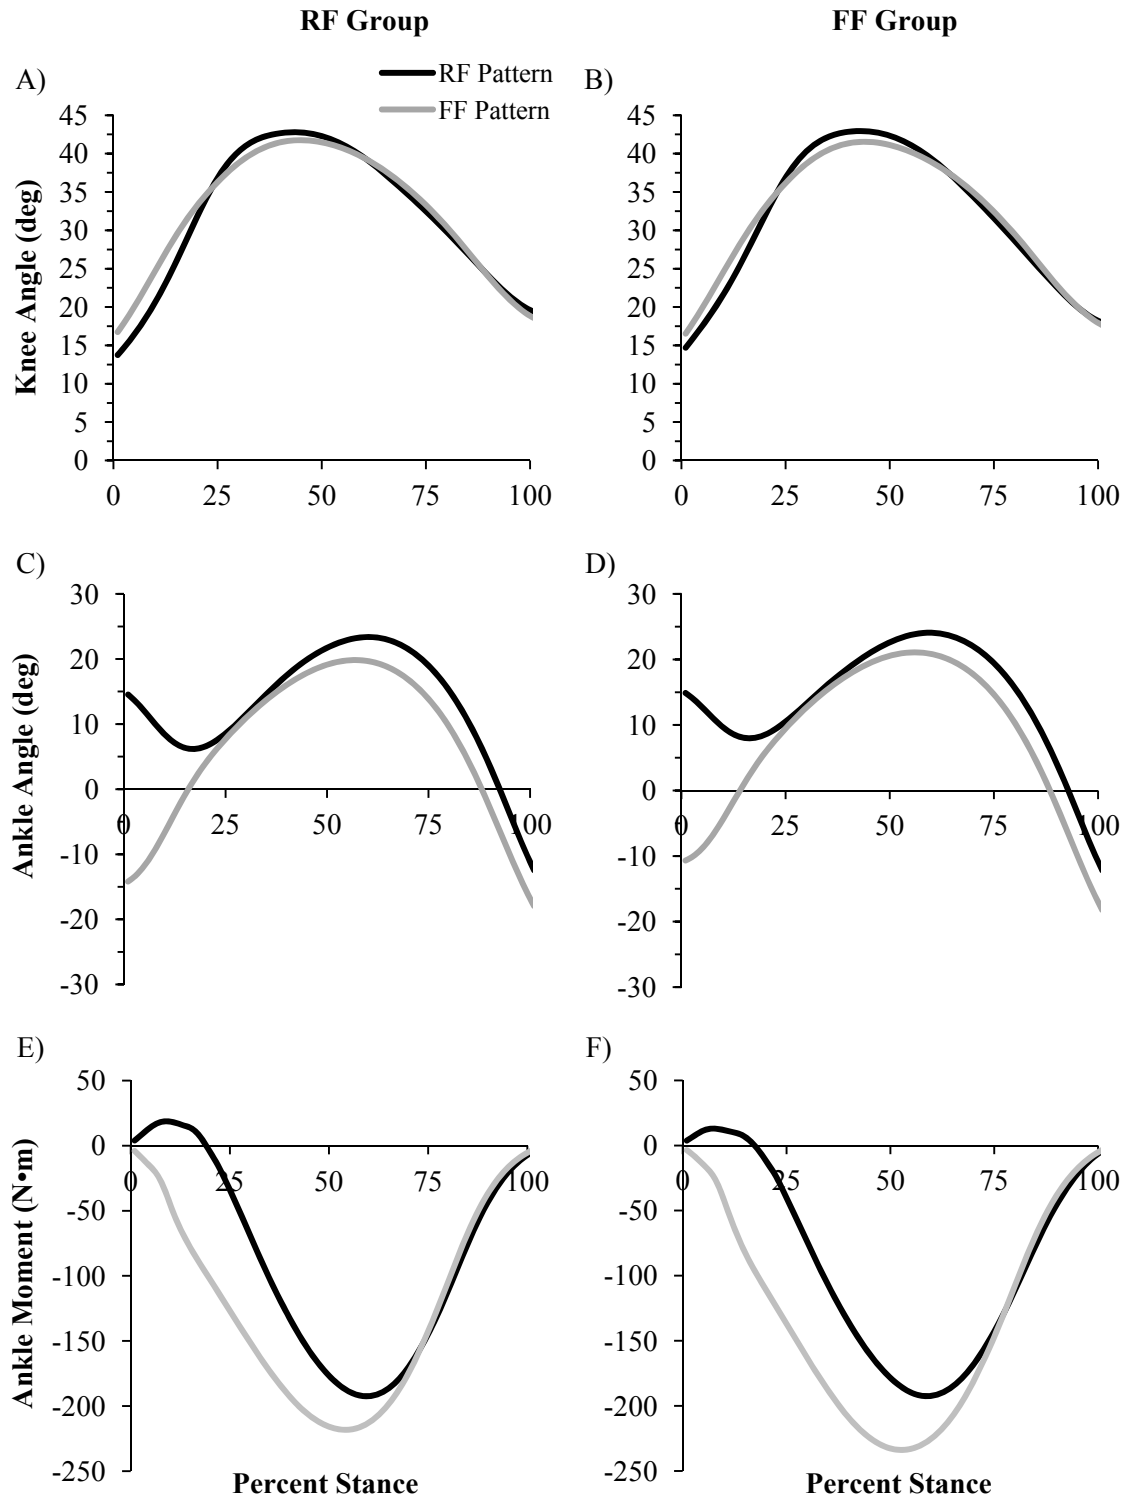 RF Group
FF Group
A)
RF Pattern
FF Pattern
B)
Knee Angle (deg)
45
40
35
30
25
20
15
10
5
0
0 25 50 75 100
45
40
35
30
25
20
15
10
5
0
0 25 50 75 100
C)
D)
Ankle Angle (deg)
30
20
10
0
-10
-20
-30
0 25 50 75 100
30
20
10
0
-10
-20
-30
0 25 50 75 100
E)
F)
Ankle Moment (N•m)
50
0
-50
-100
-150
-200
-250
0 25 50 75 100
Percent Stance
50
0
-50
-100
-150
-200
-250
0 25 50 75 100
Percent Stance